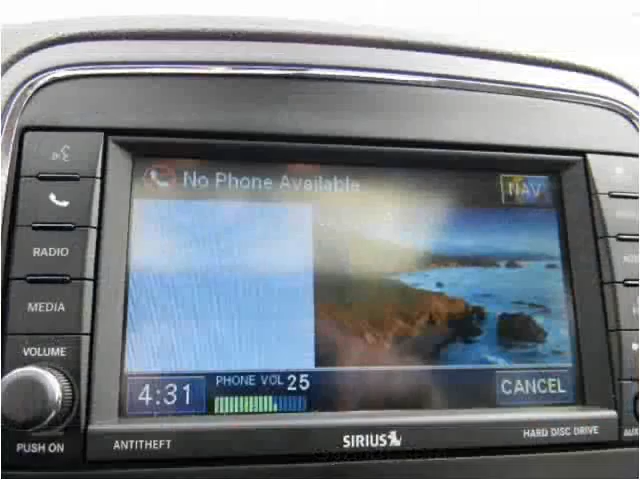 No Phone Available
NAV
RADIO
MEDIA
VOLUME
4:31
PHONE VOL 25
CANCEL
PUSH ON
ANTITHEFT
SIRIUS
HARD DISC DRIVE
AUX